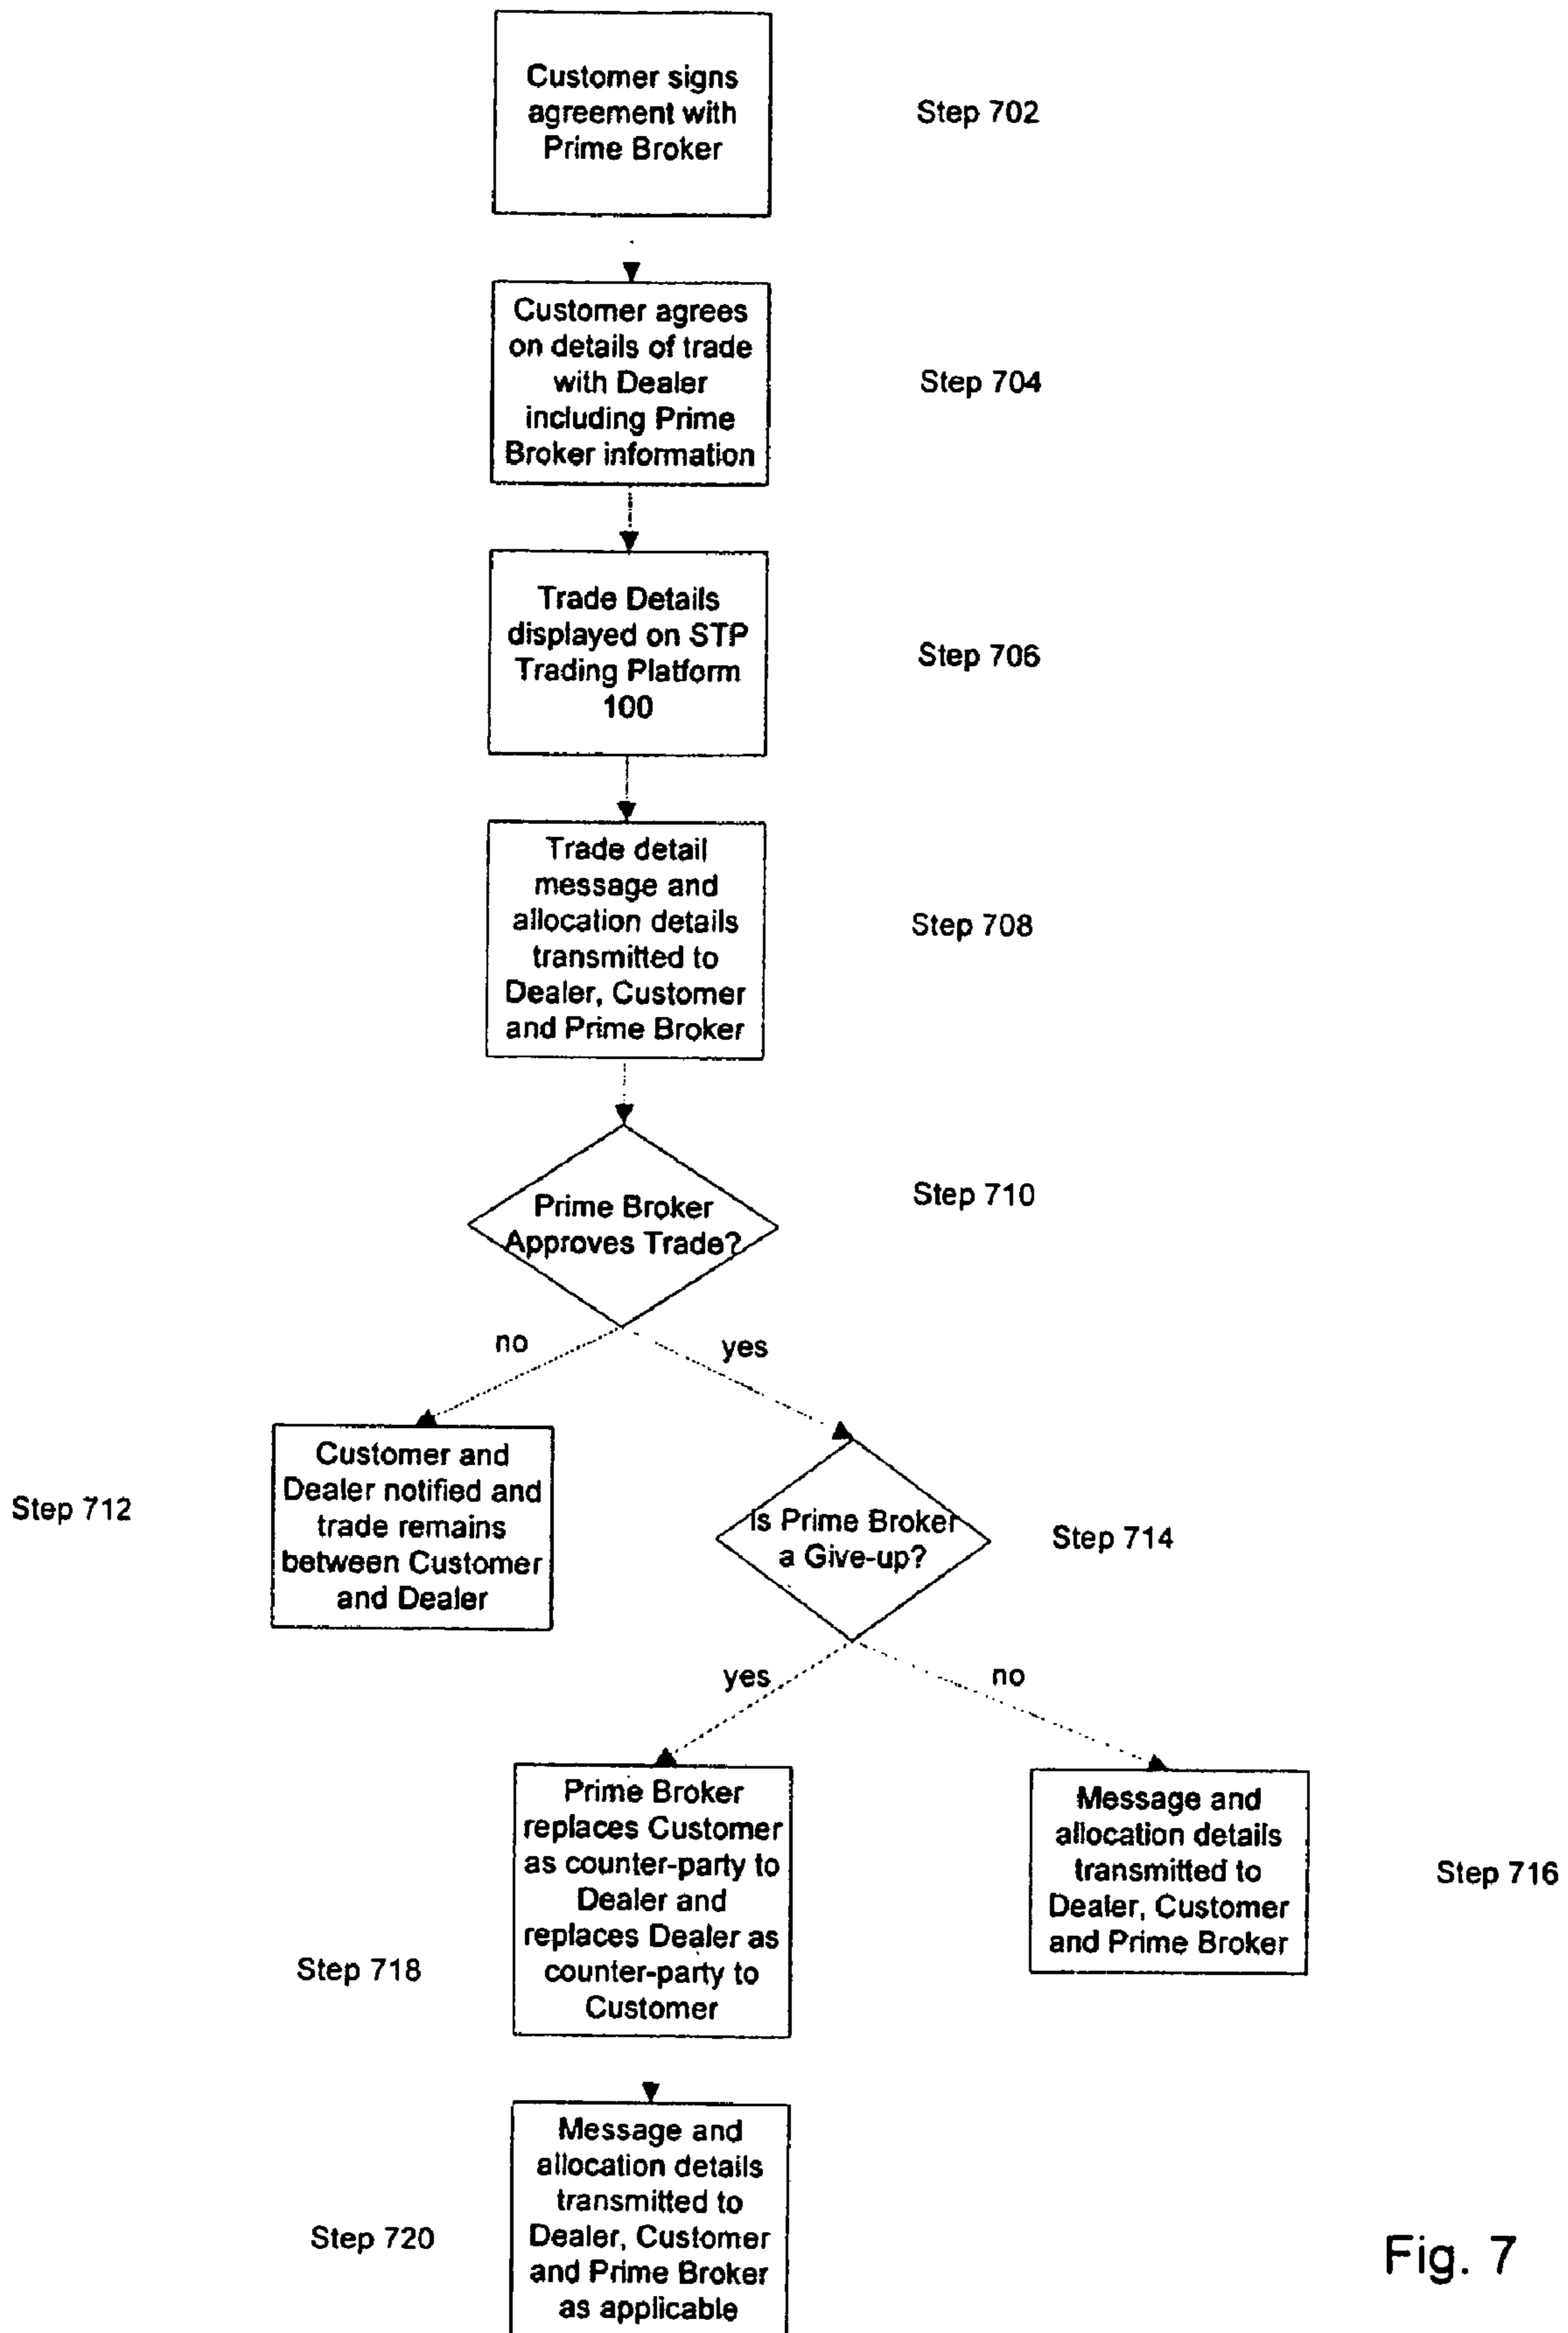 Customer signs
agreement with
Prime Broker
Step 702
Customer agrees
on details of trade
with Dealer
including Prime
Broker information
Step 704
Trade Details
displayed on STP
Trading Platform
100
Step 706
Trade detail
message and
allocation details
transmitted to
Dealer, Customer
and Prime Broker
Step 708
Prime Broker
Approves Trade?
Step 710
no
yes
Customer and
Dealer notified and
trade remains
between Customer
and Dealer
Step 712
Is Prime Broker
a Give-up?
Step 714
yes
no
Prime Broker
replaces Customer
as counter-party to
Dealer and
replaces Dealer as
counter-party to
Customer
Step 718
Message and
allocation details
transmitted to
Dealer, Customer
and Prime Broker
Step 716
Message and
allocation details
transmitted to
Dealer, Customer
and Prime Broker
as applicable
Step 720
Fig. 7